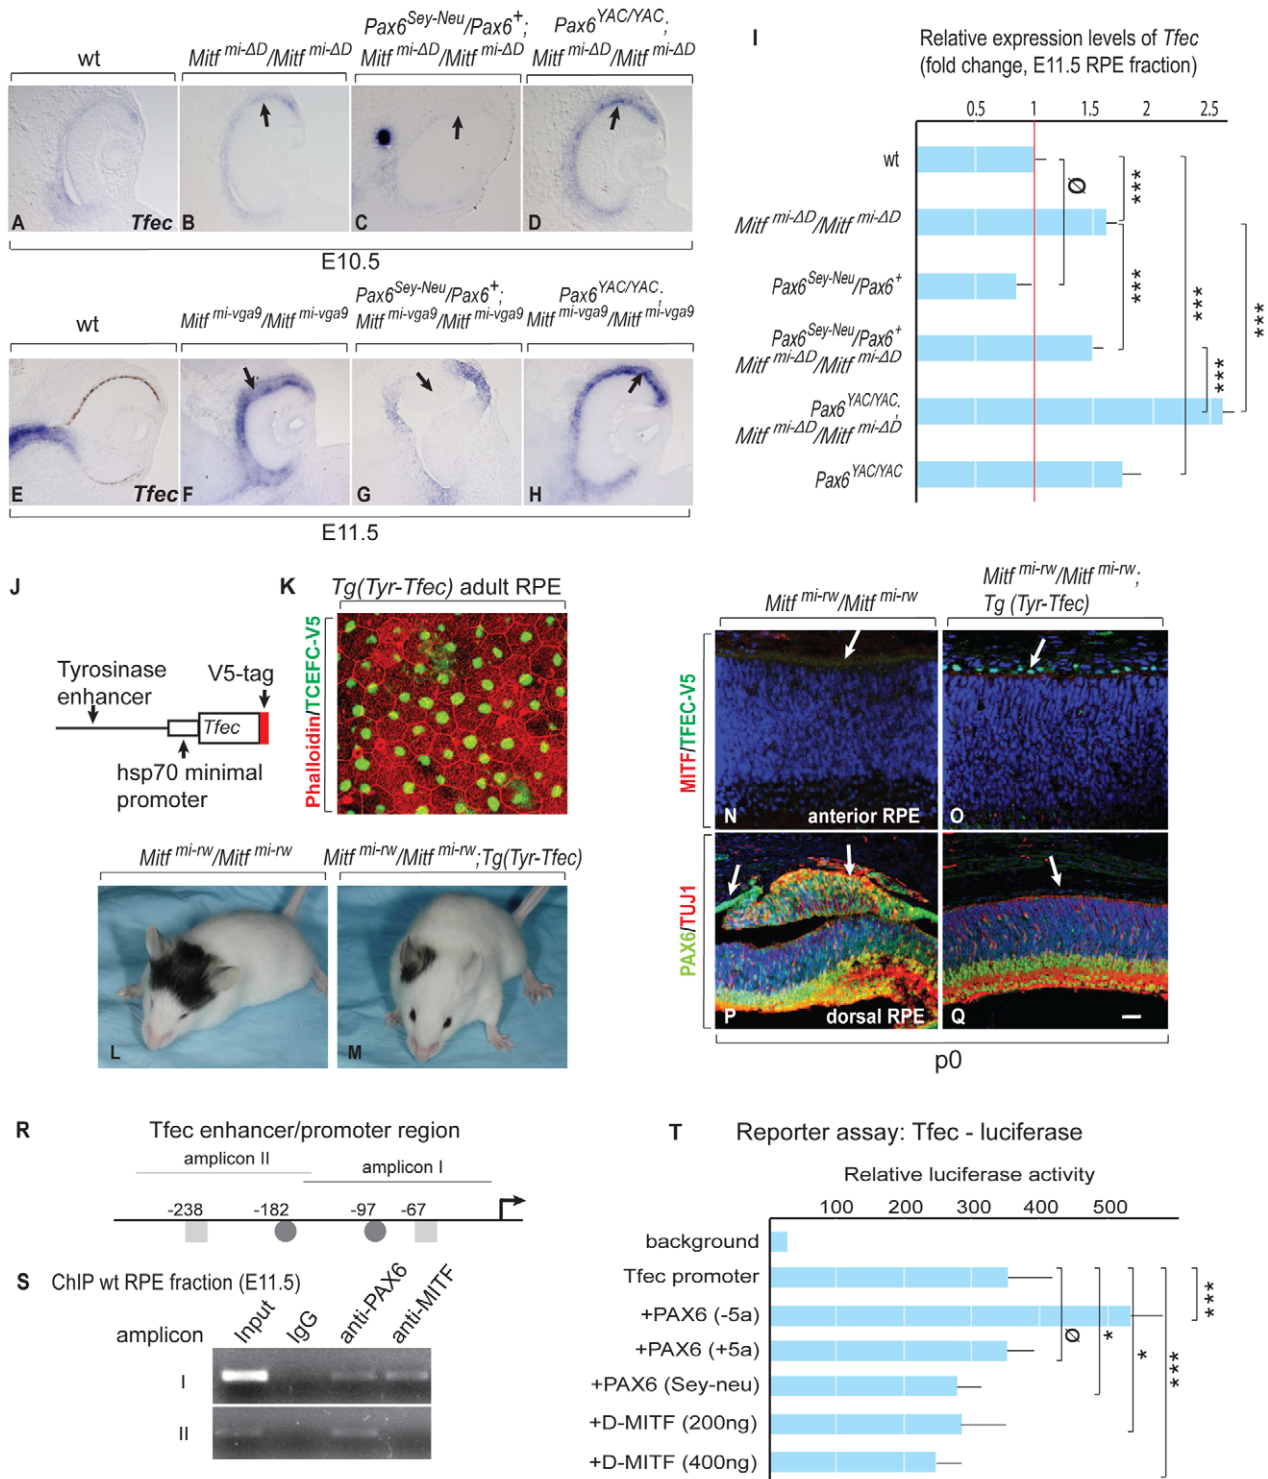 wt
Mitf mi-ΔD/Mitf mi-ΔD
Pax6 Sey-Neu/Pax6+;
Mitf mi-ΔD/Mitf mi-ΔD
Pax6 YAC/YAC;
Mitf mi-ΔD/Mitf mi-ΔD
A Tfec B C D
E10.5
wt
Mitf mi-vga9/Mitf mi-vga9
Pax6 Sey-Neu/Pax6+;
Mitf mi-vga9/Mitf mi-vga9
Pax6 YAC/YAC;
Mitf mi-vga9/Mitf mi-vga9
E Tfec F G H
E11.5
I
Relative expression levels of Tfec
(fold change, E11.5 RPE fraction)
0.5 1 1.5 2 2.5
wt
Mitf mi-ΔD/Mitf mi-ΔD
Pax6 Sey-Neu/Pax6+
Pax6 Sey-Neu/Pax6+
Mitf mi-ΔD/Mitf mi-ΔD
Pax6 YAC/YAC;
Mitf mi-ΔD/Mitf mi-ΔD
Pax6 YAC/YAC
Ø
***
***
***
***
***
J
Tyrosinase
enhancer
V5-tag
Tfec
hsp70 minimal
promoter
K
Tg(Tyr-Tfec) adult RPE
Phalloidin/TCEFC-V5
Mitf mi-rw/Mitf mi-rw
Mitf mi-rw/Mitf mi-rw;Tg(Tyr-Tfec)
L M
Mitf mi-rw/Mitf mi-rw
Mitf mi-rw/Mitf mi-rw;
Tg (Tyr-Tfec)
MITF/TFEC-V5
N anterior RPE O
PAX6/TUJ1
P dorsal RPE Q
p0
R
Tfec enhancer/promoter region
amplicon II amplicon I
-238 -182 -97 -67
S ChIP wt RPE fraction (E11.5)
amplicon Input IgG anti-PAX6 anti-MITF
I
II
T Reporter assay: Tfec - luciferase
Relative luciferase activity
100 200 300 400 500
background
Tfec promoter
+PAX6 (-5a)
+PAX6 (+5a)
+PAX6 (Sey-neu)
+D-MITF (200ng)
+D-MITF (400ng)
Ø
*
*
***
***